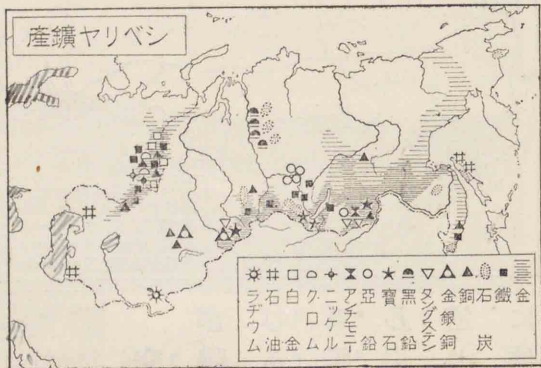 産鑛ヤリベシ
金
鐵
石炭
銅
金銀銅
タングステン
黑鉛
寶石
亞鉛
アンチモニー
ニッケル
クロム
白金
石油
ラヂウム